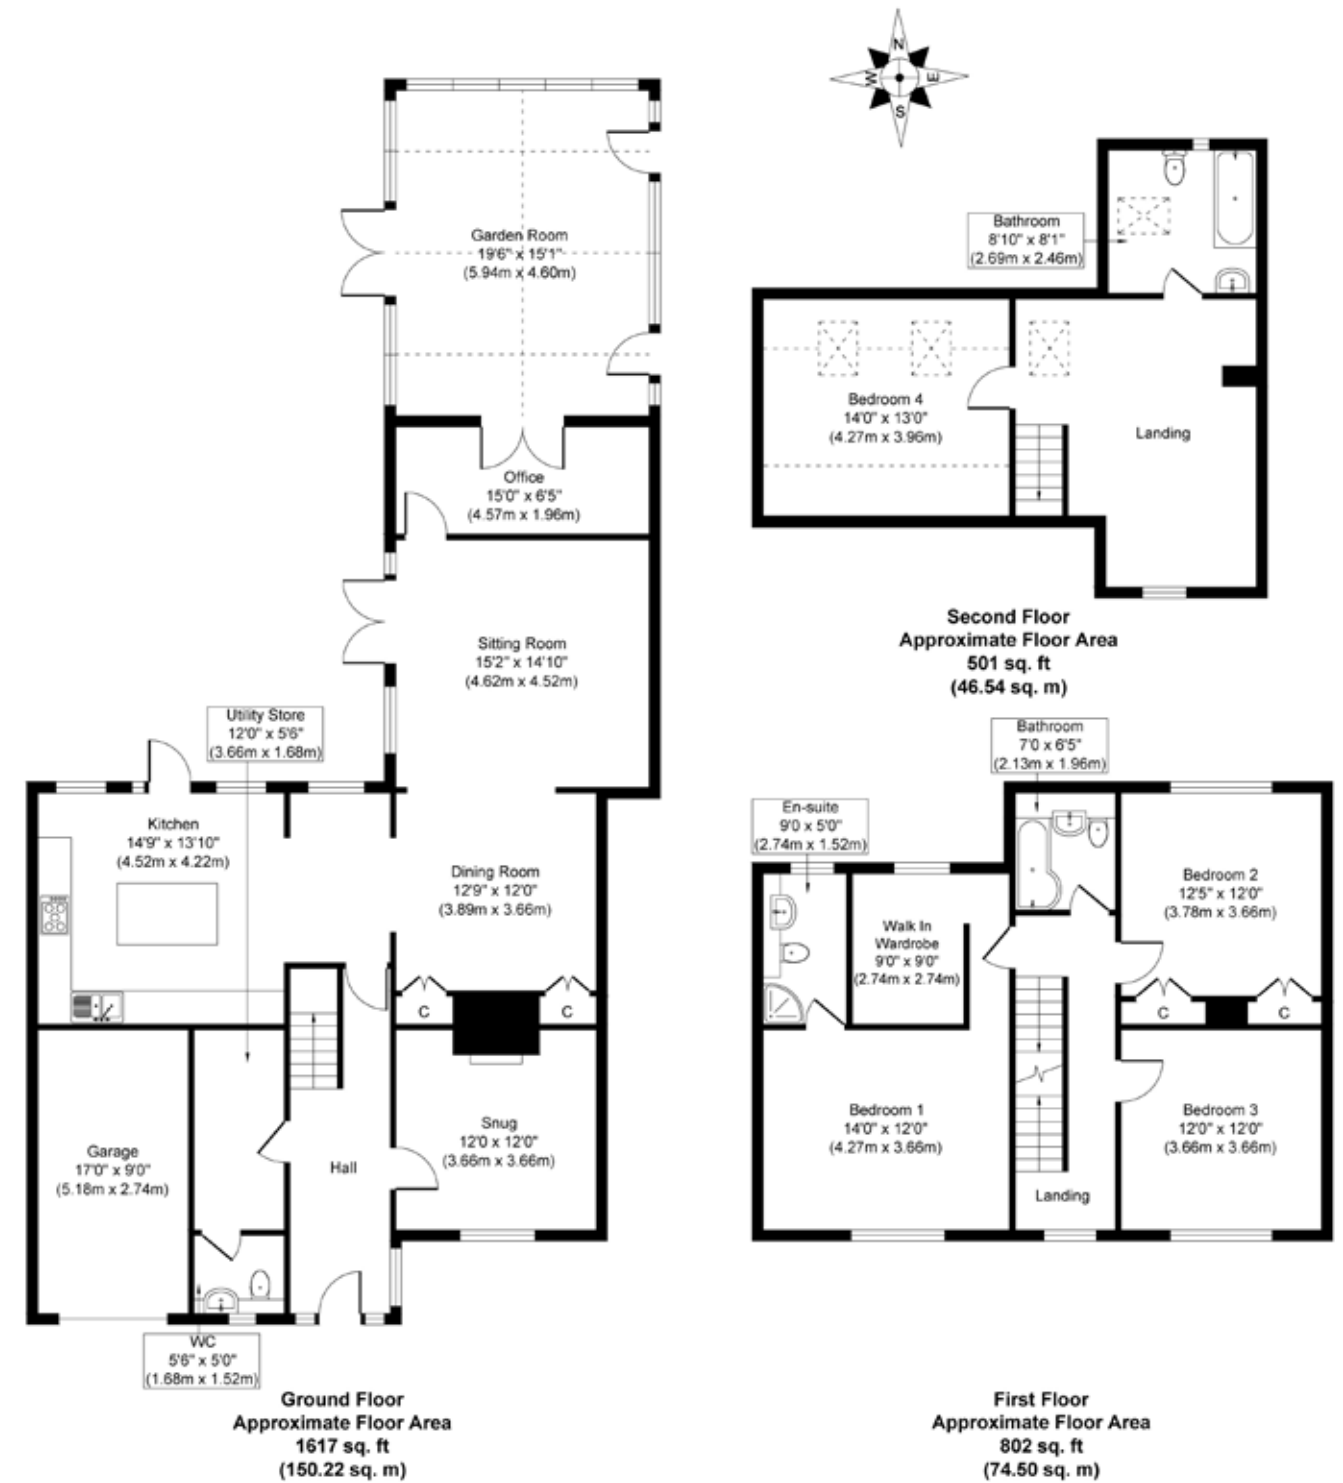 N
W
E
S
Garden Room
19'6" x 15'1"
(5.94m x 4.60m)
Office
15'0" x 6'5"
(4.57m x 1.96m)
Sitting Room
15'2" x 14'10"
(4.62m x 4.52m)
Utility Store
12'0" x 5'6"
(3.66m x 1.68m)
Kitchen
14'9" x 13'10"
(4.52m x 4.22m)
Dining Room
12'9" x 12'0"
(3.89m x 3.66m)
C
C
Snug
12'0 x 12'0"
(3.66m x 3.66m)
Garage
17'0" x 9'0"
(5.18m x 2.74m)
Hall
WC
5'6" x 5'0"
(1.68m x 1.52m)
Ground Floor
Approximate Floor Area
1617 sq. ft
(150.22 sq. m)
Bathroom
8'10" x 8'1"
(2.69m x 2.46m)
Bedroom 4
14'0" x 13'0"
(4.27m x 3.96m)
Landing
Second Floor
Approximate Floor Area
501 sq. ft
(46.54 sq. m)
Bathroom
7'0 x 6'5"
(2.13m x 1.96m)
En-suite
9'0 x 5'0"
(2.74m x 1.52m)
Bedroom 2
12'5" x 12'0"
(3.78m x 3.66m)
Walk In
Wardrobe
9'0" x 9'0"
(2.74m x 2.74m)
C
C
Bedroom 1
14'0" x 12'0"
(4.27m x 3.66m)
Bedroom 3
12'0" x 12'0"
(3.66m x 3.66m)
Landing
First Floor
Approximate Floor Area
802 sq. ft
(74.50 sq. m)